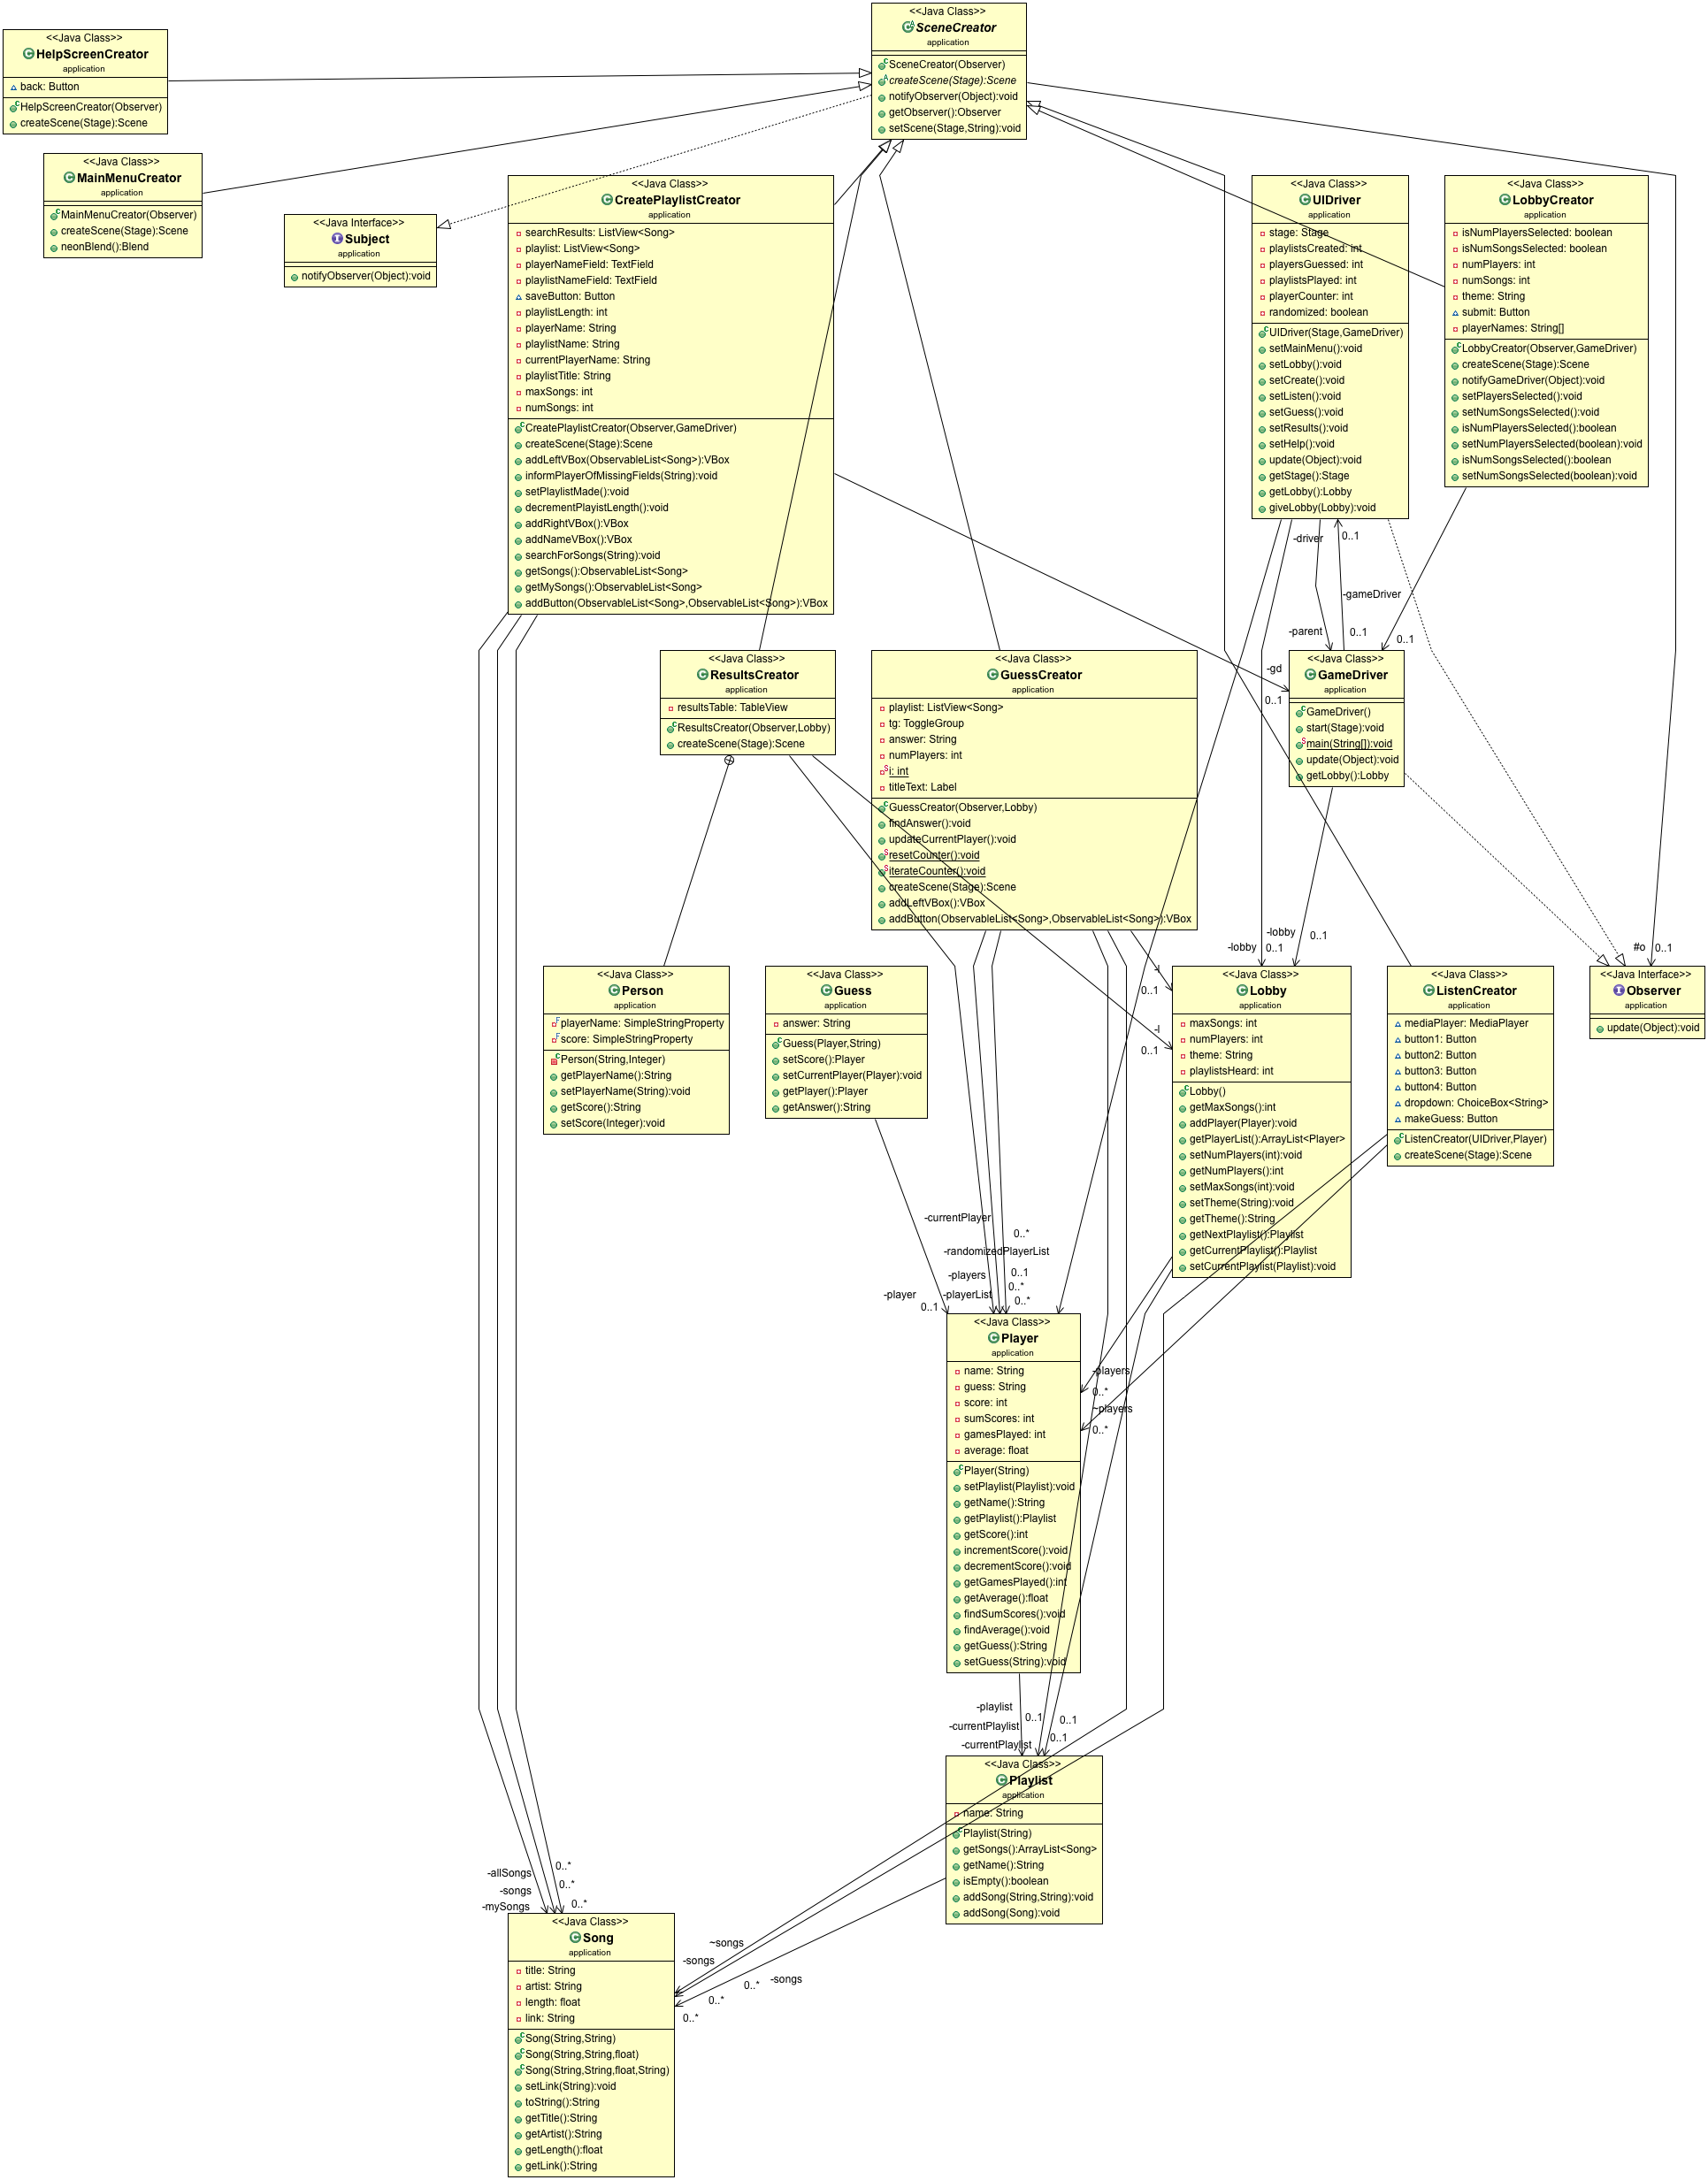 <<Java Class>>
SceneCreator
application
SceneCreator(Observer)
createScene(Stage):Scene
notifyObserver(Object):void
getObserver():Observer
setScene(Stage,String):void
<<Java Class>>
HelpScreenCreator
application
back: Button
HelpScreenCreator(Observer)
createScene(Stage):Scene
<<Java Class>>
MainMenuCreator
application
MainMenuCreator(Observer)
createScene(Stage):Scene
neonBlend():Blend
<<Java Interface>>
Subject
application
notifyObserver(Object):void
<<Java Class>>
CreatePlaylistCreator
application
searchResults: ListView<Song>
playlist: ListView<Song>
playerNameField: TextField
playlistNameField: TextField
saveButton: Button
playlistLength: int
playerName: String
playlistName: String
currentPlayerName: String
playlistTitle: String
maxSongs: int
numSongs: int
CreatePlaylistCreator(Observer,GameDriver)
createScene(Stage):Scene
addLeftVBox(ObservableList<Song>):VBox
informPlayerOfMissingFields(String):void
setPlaylistMade():void
decrementPlayistLength():void
addRightVBox():VBox
addNameVBox():VBox
searchForSongs(String):void
getSongs():ObservableList<Song>
getMySongs():ObservableList<Song>
addButton(ObservableList<Song>,ObservableList<Song>):VBox
<<Java Class>>
UIDriver
application
stage: Stage
playlistsCreated: int
playersGuessed: int
playlistsPlayed: int
playerCounter: int
randomized: boolean
UIDriver(Stage,GameDriver)
setMainMenu():void
setLobby():void
setCreate():void
setListen():void
setGuess():void
setResults():void
setHelp():void
update(Object):void
getStage():Stage
getLobby():Lobby
giveLobby(Lobby):void
<<Java Class>>
LobbyCreator
application
isNumPlayersSelected: boolean
isNumSongsSelected: boolean
numPlayers: int
numSongs: int
theme: String
submit: Button
playerNames: String[]
LobbyCreator(Observer,GameDriver)
createScene(Stage):Scene
notifyGameDriver(Object):void
setPlayersSelected():void
setNumSongsSelected():void
isNumPlayersSelected():boolean
setNumPlayersSelected(boolean):void
isNumSongsSelected():boolean
setNumSongsSelected(boolean):void
-driver
0..1
-gameDriver
-parent
0..1
0..1
-gd
0..1
<<Java Class>>
ResultsCreator
application
resultsTable: TableView
ResultsCreator(Observer,Lobby)
createScene(Stage):Scene
<<Java Class>>
GuessCreator
application
playlist: ListView<Song>
tg: ToggleGroup
answer: String
numPlayers: int
i: int
titleText: Label
GuessCreator(Observer,Lobby)
findAnswer():void
updateCurrentPlayer():void
resetCounter():void
iterateCounter():void
createScene(Stage):Scene
addLeftVBox():VBox
addButton(ObservableList<Song>,ObservableList<Song>):VBox
<<Java Class>>
GameDriver
application
GameDriver()
start(Stage):void
main(String[]):void
update(Object):void
getLobby():Lobby
-lobby
0..1
-lobby
0..1
#o
0..1
-l
0..1
-l
0..1
<<Java Class>>
Person
application
playerName: SimpleStringProperty
score: SimpleStringProperty
Person(String,Integer)
getPlayerName():String
setPlayerName(String):void
getScore():String
setScore(Integer):void
<<Java Class>>
Guess
application
answer: String
Guess(Player,String)
setScore():Player
setCurrentPlayer(Player):void
getPlayer():Player
getAnswer():String
<<Java Class>>
Lobby
application
maxSongs: int
numPlayers: int
theme: String
playlistsHeard: int
Lobby()
getMaxSongs():int
addPlayer(Player):void
getPlayerList():ArrayList<Player>
setNumPlayers(int):void
getNumPlayers():int
setMaxSongs(int):void
setTheme(String):void
getTheme():String
getNextPlaylist():Playlist
getCurrentPlaylist():Playlist
setCurrentPlaylist(Playlist):void
<<Java Class>>
ListenCreator
application
mediaPlayer: MediaPlayer
button1: Button
button2: Button
button3: Button
button4: Button
dropdown: ChoiceBox<String>
makeGuess: Button
ListenCreator(UIDriver,Player)
createScene(Stage):Scene
<<Java Interface>>
Observer
application
update(Object):void
-currentPlayer
0..*
-randomizedPlayerList
-players
0..1
0..*
-player
-playerList
0..1
0..*
<<Java Class>>
Player
application
name: String
guess: String
score: int
sumScores: int
gamesPlayed: int
average: float
Player(String)
setPlaylist(Playlist):void
getName():String
getPlaylist():Playlist
getScore():int
incrementScore():void
decrementScore():void
getGamesPlayed():int
getAverage():float
findSumScores():void
findAverage():void
getGuess():String
setGuess(String):void
-players
0..*
~players
0..*
-playlist
0..1
0..1
-currentPlaylist
0..1
-currentPlaylist
<<Java Class>>
Playlist
application
name: String
Playlist(String)
getSongs():ArrayList<Song>
getName():String
isEmpty():boolean
addSong(String,String):void
addSong(Song):void
0..*
-allSongs
0..*
-songs
0..*
-mySongs
~songs
-songs
-songs
0..*
0..*
0..*
<<Java Class>>
Song
application
title: String
artist: String
length: float
link: String
Song(String,String)
Song(String,String,float)
Song(String,String,float,String)
setLink(String):void
toString():String
getTitle():String
getArtist():String
getLength():float
getLink():String